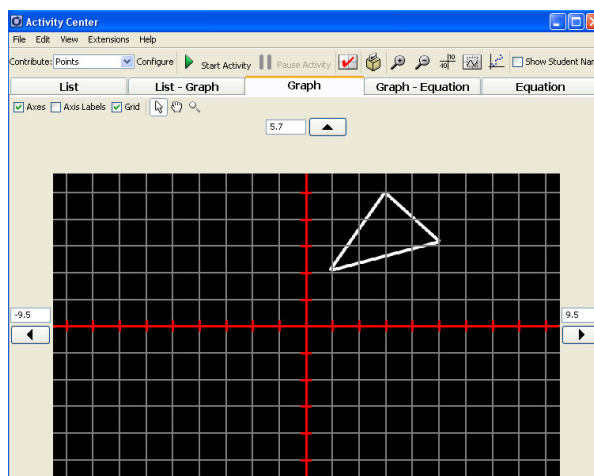 Activity Center
File Edit View Extensions Help
Contribute: Points Configure Start Activity Pause Activity Show Student Nam
List List - Graph Graph Graph - Equation Equation
Axes Axis Labels Grid
5.7
-9.5 9.5